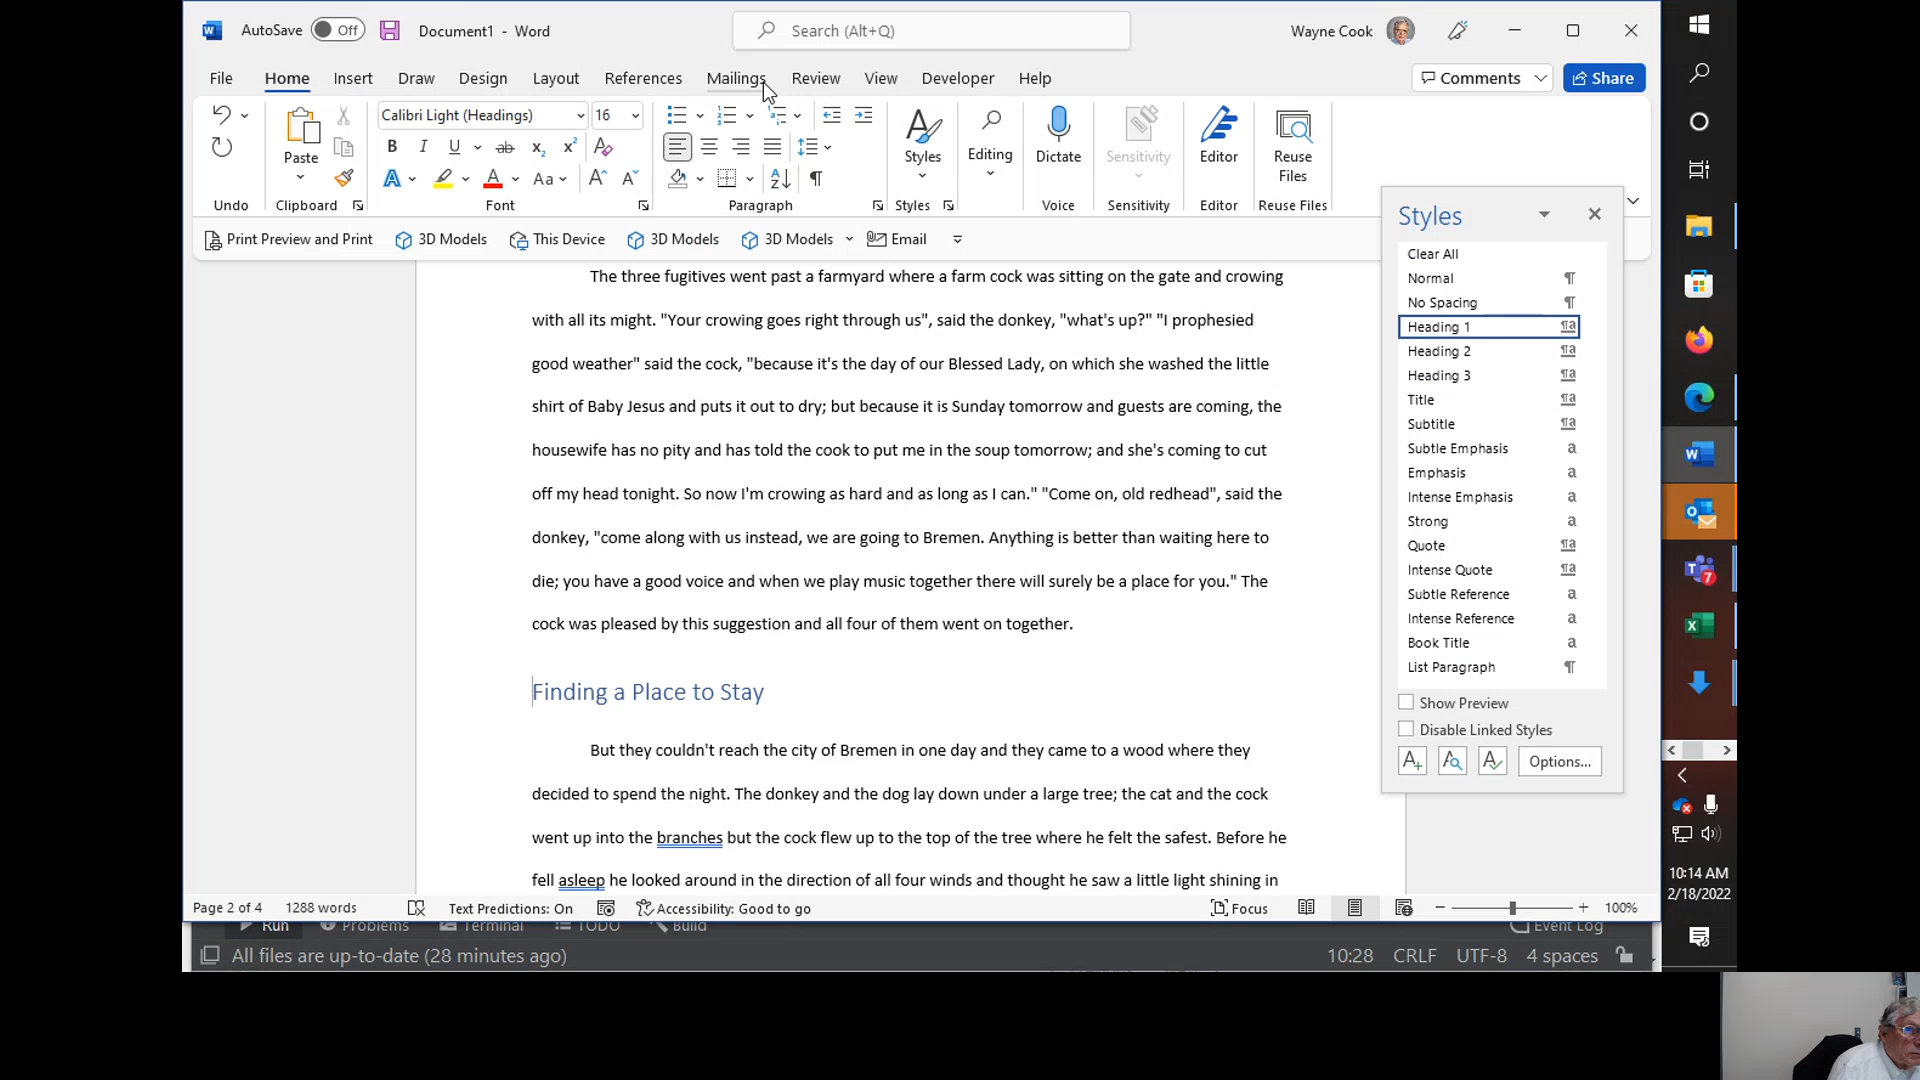 AutoSave Off Document1 - Word Search (Alt+Q) Wayne Cook
File Home Insert Draw Design Layout References Mailings Review View Developer Help Comments Share
Calibri Light (Headings) 16
Paste Styles Editing Dictate Sensitivity Editor Reuse Files
Undo Clipboard Font Paragraph Styles Voice Sensitivity Editor Reuse Files
Print Preview and Print 3D Models This Device 3D Models 3D Models Email
The three fugitives went past a farmyard where a farm cock was sitting on the gate and crowing
with all its might. "Your crowing goes right through us", said the donkey, "what's up?" "I prophesied
good weather" said the cock, "because it's the day of our Blessed Lady, on which she washed the little
shirt of Baby Jesus and puts it out to dry; but because it is Sunday tomorrow and guests are coming, the
housewife has no pity and has told the cook to put me in the soup tomorrow; and she's coming to cut
off my head tonight. So now I'm crowing as hard and as long as I can." "Come on, old redhead", said the
donkey, "come along with us instead, we are going to Bremen. Anything is better than waiting here to
die; you have a good voice and when we play music together there will surely be a place for you." The
cock was pleased by this suggestion and all four of them went on together.
Finding a Place to Stay
But they couldn't reach the city of Bremen in one day and they came to a wood where they
decided to spend the night. The donkey and the dog lay down under a large tree; the cat and the cock
went up into the branches but the cock flew up to the top of the tree where he felt the safest. Before he
fell asleep he looked around in the direction of all four winds and thought he saw a little light shining in
Styles
Clear All
Normal
No Spacing
Heading 1
Heading 2
Heading 3
Title
Subtitle
Subtle Emphasis
Emphasis
Intense Emphasis
Strong
Quote
Intense Quote
Subtle Reference
Intense Reference
Book Title
List Paragraph
Show Preview
Disable Linked Styles
Options...
Page 2 of 4 1288 words Text Predictions: On Accessibility: Good to go Focus 100%
Run Problems Terminal TODO Build Event Log
All files are up-to-date (28 minutes ago) 10:28 CRLF UTF-8 4 spaces
10:14 AM
2/18/2022